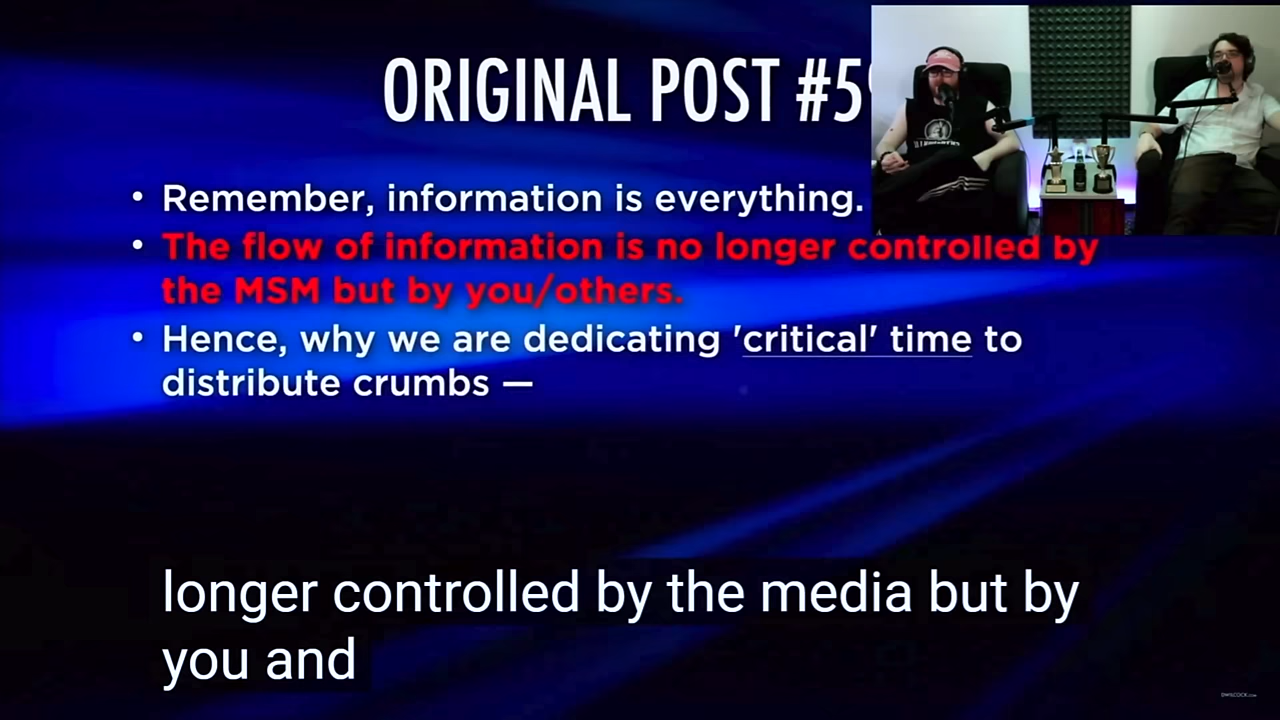 ORIGINAL POST #5
• Remember, information is everything.
• The flow of information is no longer controlled by
the MSM but by you/others.
• Hence, why we are dedicating 'critical' time to
distribute crumbs —
longer controlled by the media but by
you and